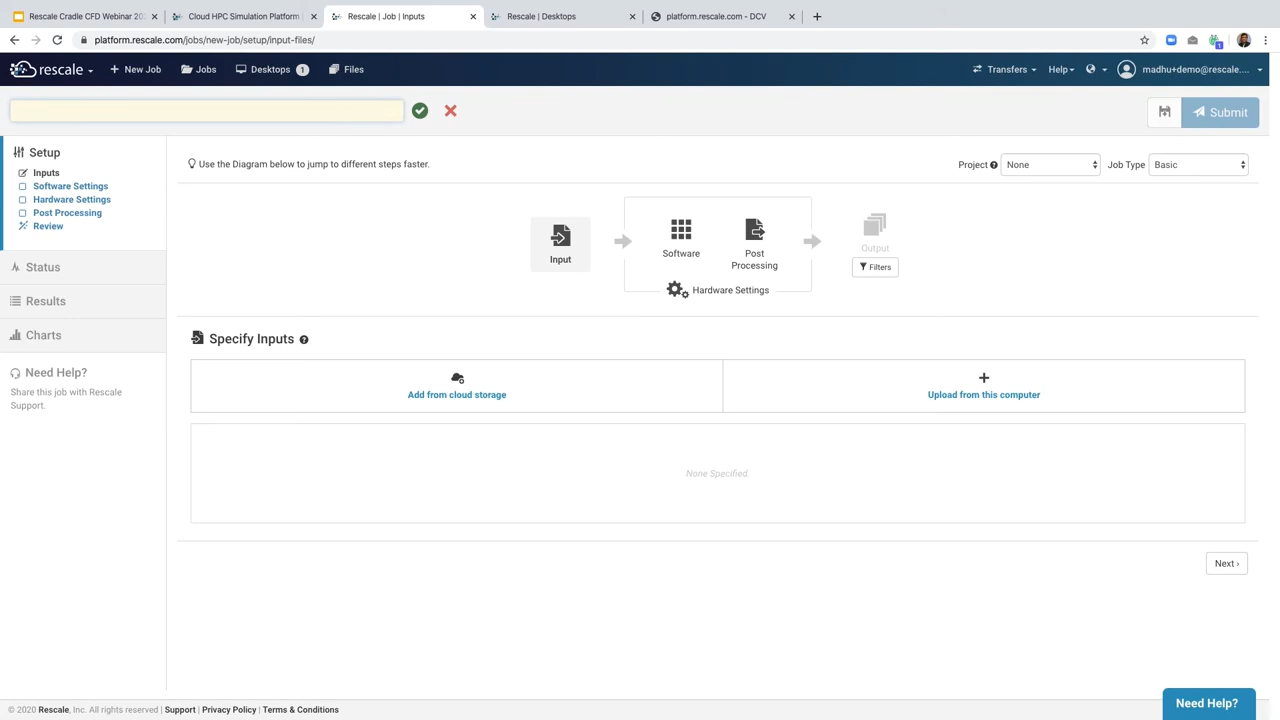 Rescale Cradle CFD Webinar 202
Cloud HPC Simulation Platform
Rescale | Job | Inputs
Rescale | Desktops
platform.rescale.com - DCV
platform.rescale.com/jobs/new-job/setup/input-files/
1
rescale
New Job
Jobs
Desktops 1
Files
Transfers
Help
madhu+demo@rescale....
Submit
Setup
Inputs
Software Settings
Hardware Settings
Post Processing
Review
Status
Results
Charts
Need Help?
Share this job with Rescale
Support.
Use the Diagram below to jump to different steps faster.
Project
None
Job Type
Basic
Input
Software
Post
Processing
Hardware Settings
Output
Filters
Specify Inputs
Add from cloud storage
Upload from this computer
None Specified.
Next ›
© 2020 Rescale, Inc. All rights reserved | Support | Privacy Policy | Terms & Conditions
Need Help?